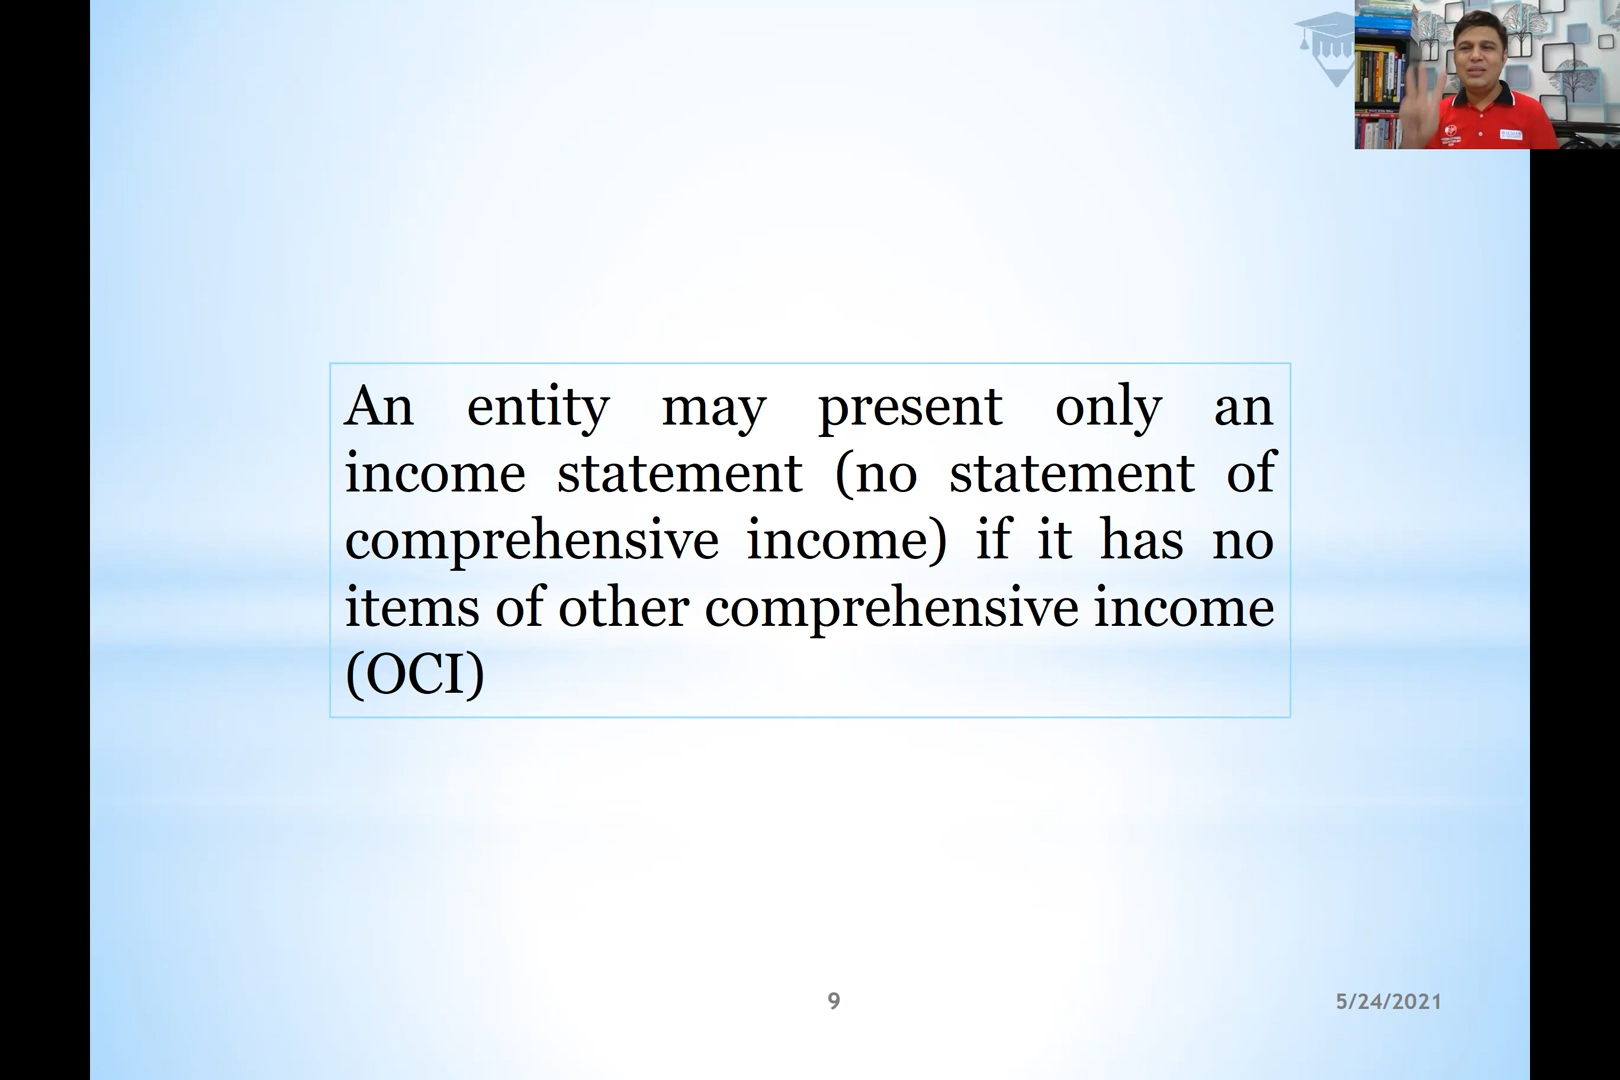 An entity may present only an
income statement (no statement of
comprehensive income) if it has no
items of other comprehensive income
(OCI)
9
5/24/2021